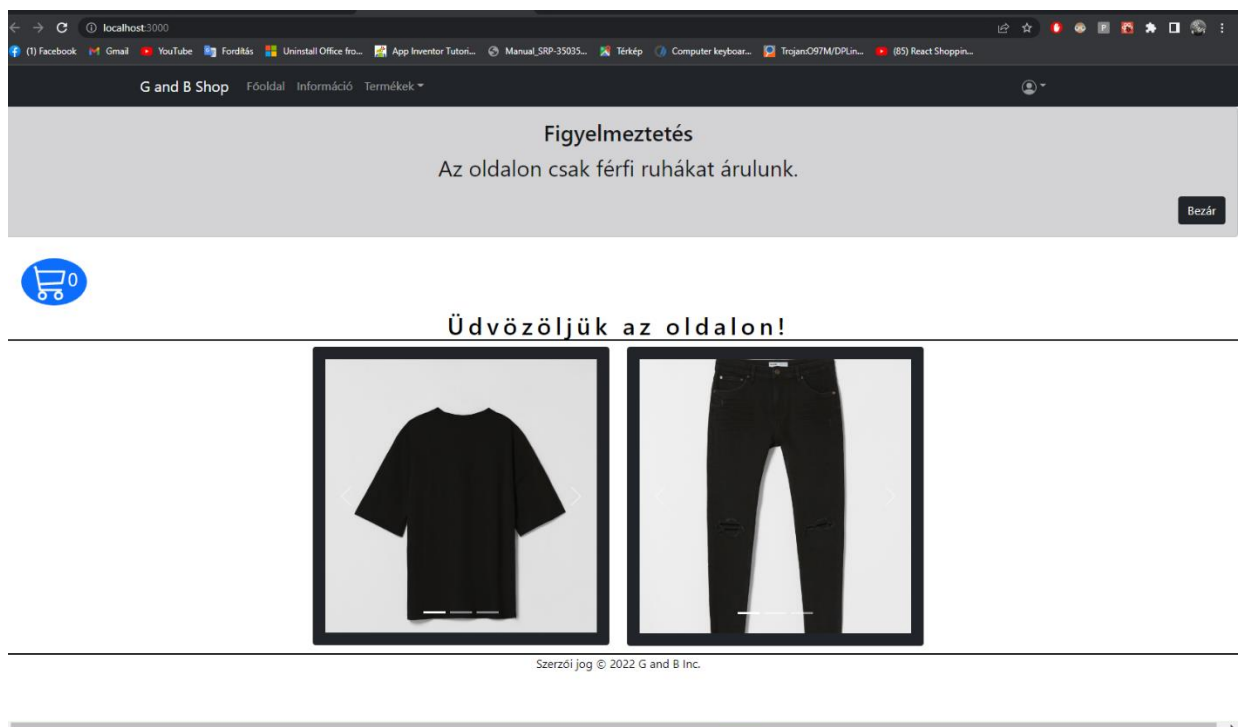 localhost:3000
(1) Facebook Gmail YouTube Fordítás Uninstall Office fro... App Inventor Tutori... Manual_SRP-35035... Térkép Computer keyboar... Trojan:O97M/DPLin... (85) React Shoppin...
G and B Shop Főoldal Információ Termékek
Figyelmeztetés
Az oldalon csak férfi ruhákat árulunk.
Bezár
0
Üdvözöljük az oldalon!
Szerzói jog © 2022 G and B Inc.